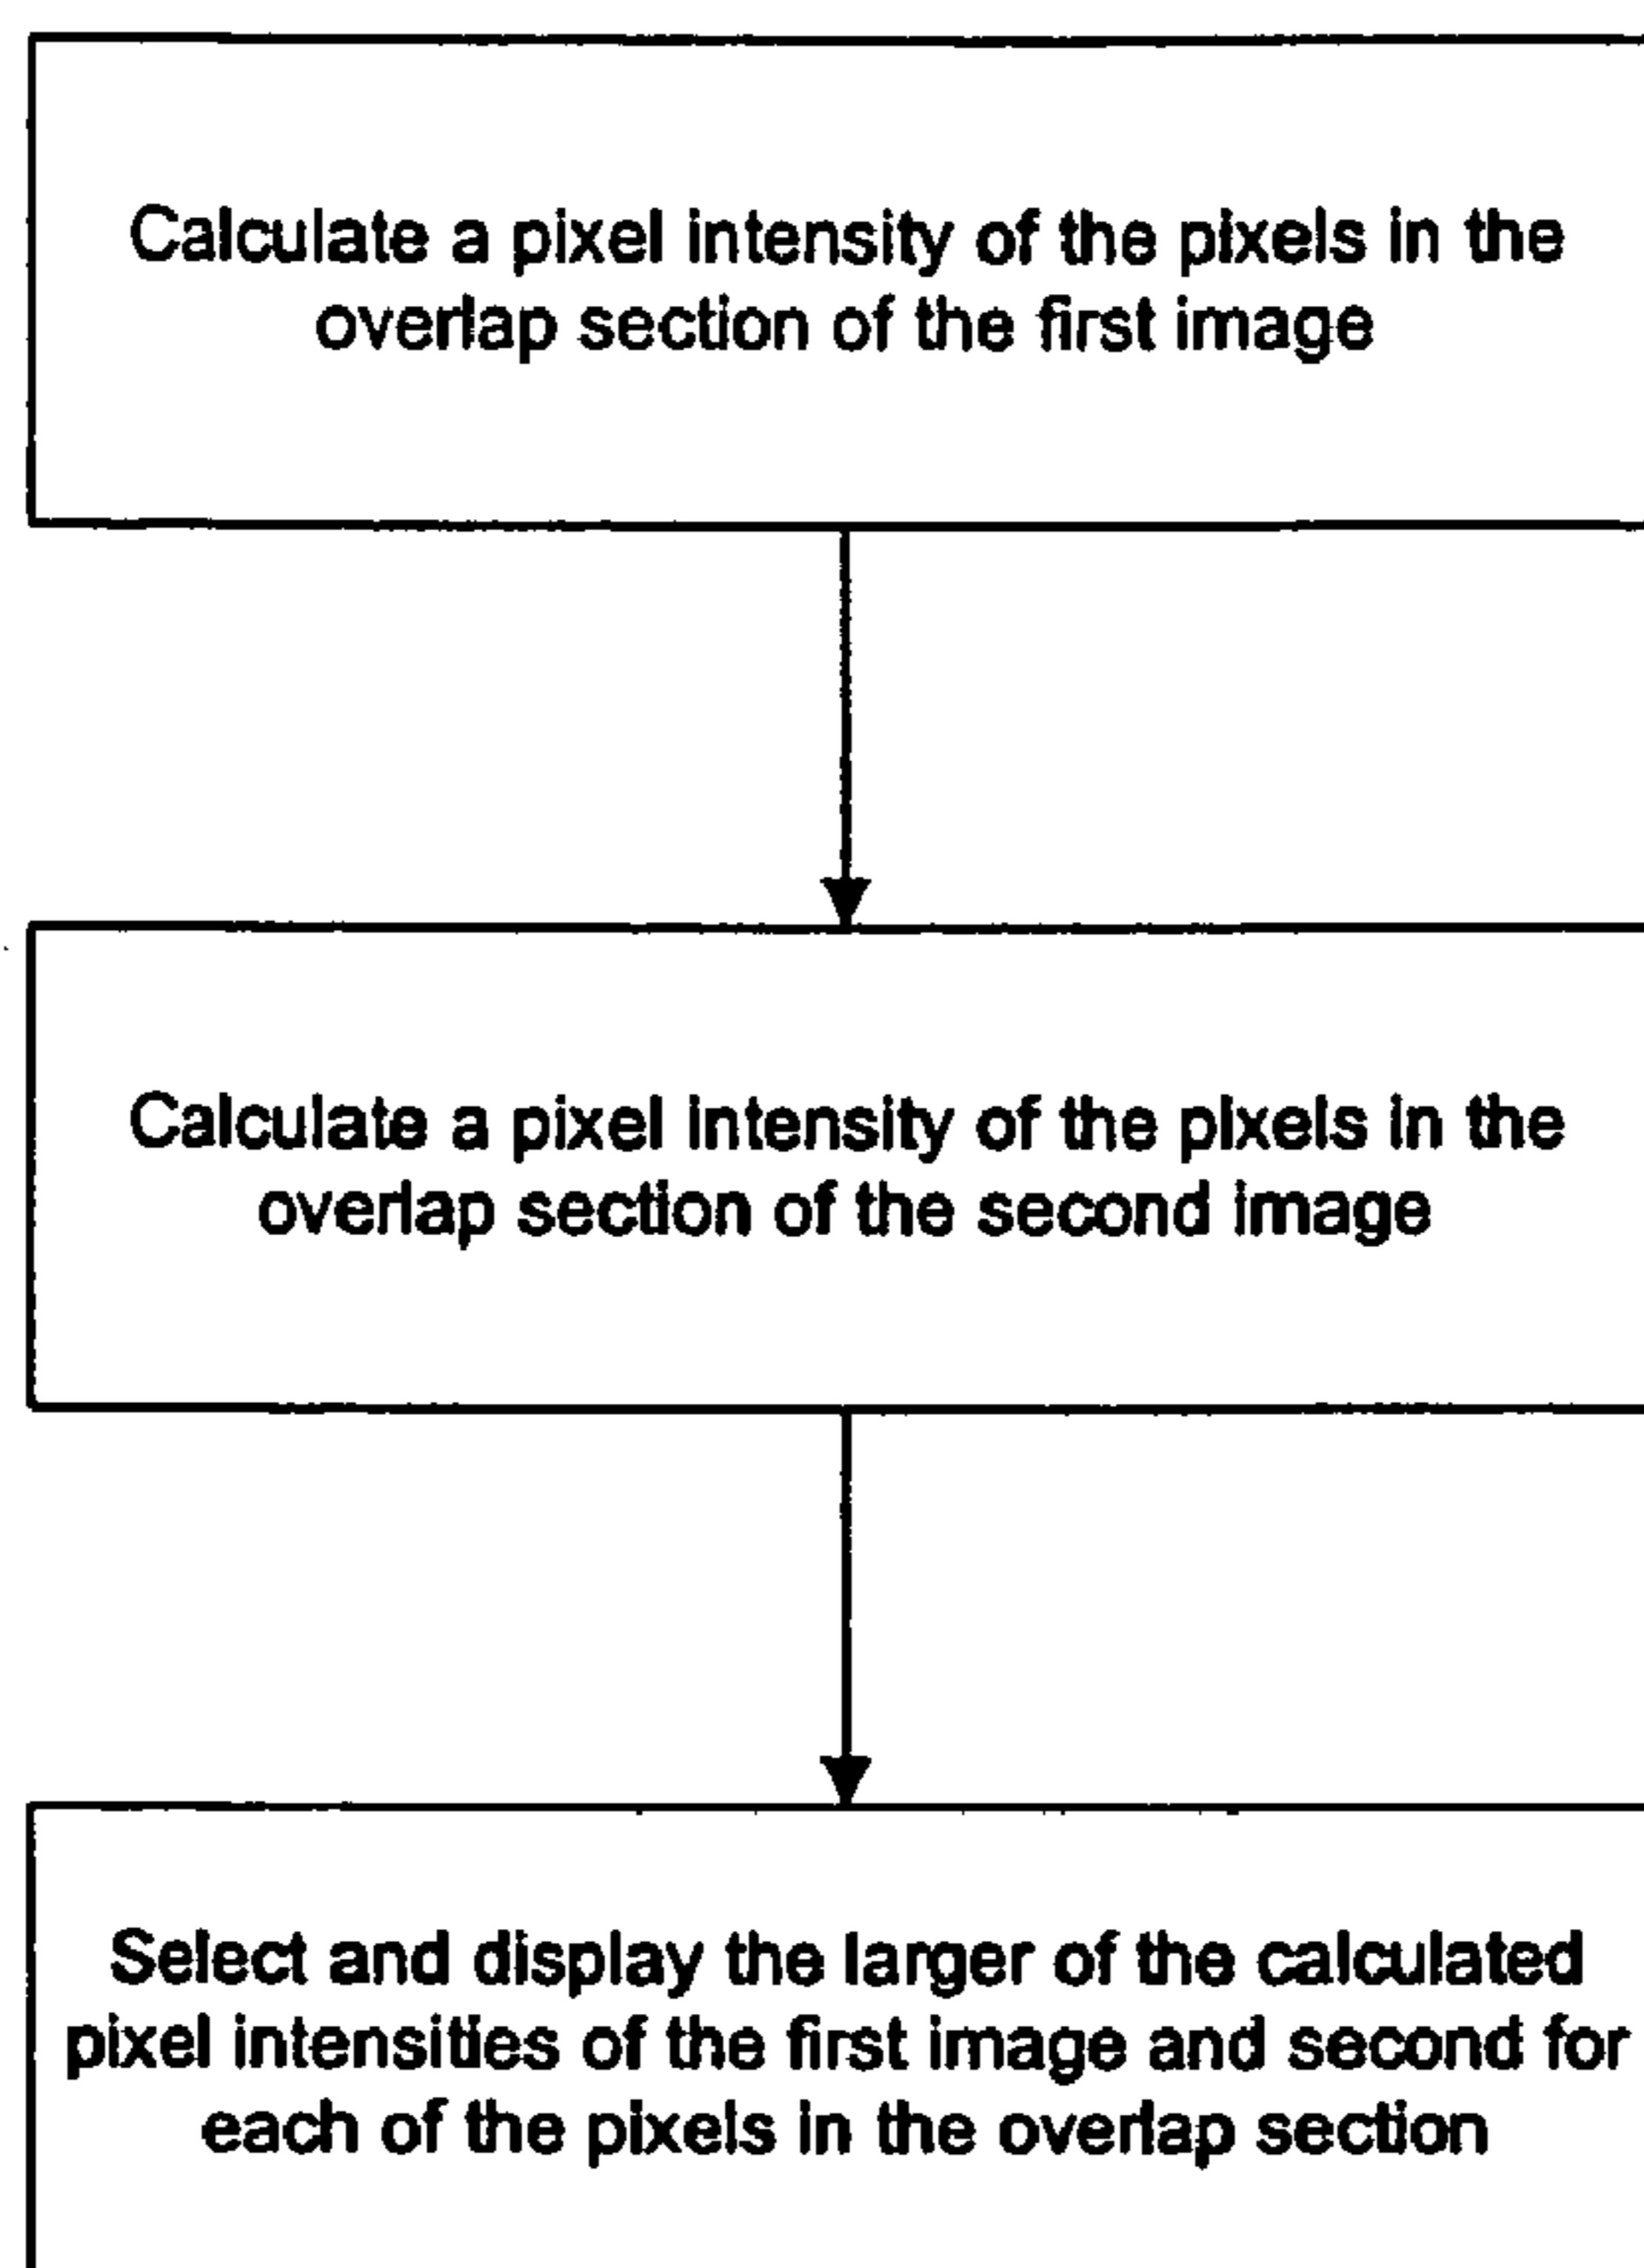 Calculate a pixel intensity of the pixels in the
overlap section of the first image
Calculate a pixel intensity of the pixels in the
overlap section of the second image
Select and display the larger of the calculated
pixel intensities of the first image and second for
each of the pixels in the overlap section